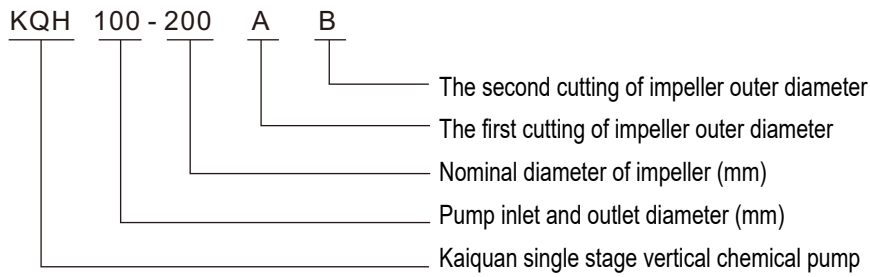 KQH 100 - 200 A B
The second cutting of impeller outer diameter
The first cutting of impeller outer diameter
Nominal diameter of impeller (mm)
Pump inlet and outlet diameter (mm)
Kaiquan single stage vertical chemical pump